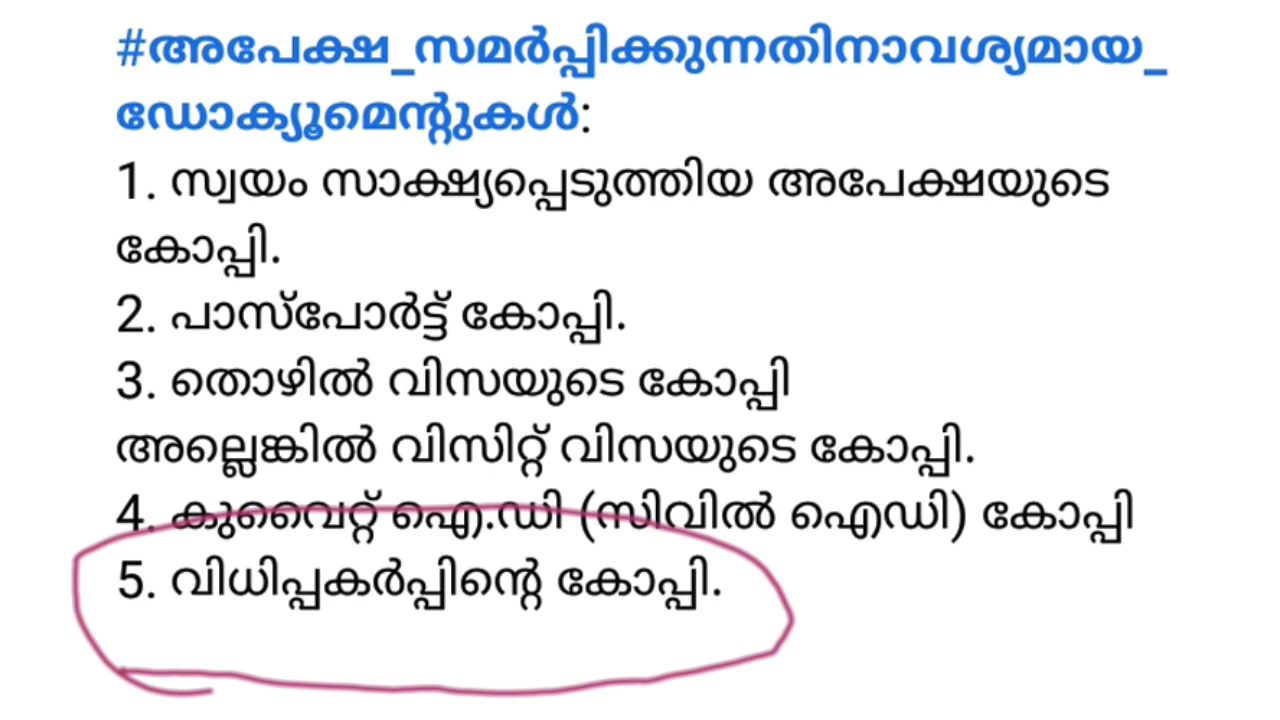 #അപേക്ഷ_സമർപ്പിക്കുന്നതിനാവശ്യമായ_
ഡോക്യൂമെന്റുകൾ:
1. സ്വയം സാക്ഷ്യപ്പെടുത്തിയ അപേക്ഷയുടെ
കോപ്പി.
2. പാസ്പോർട്ട് കോപ്പി.
3. തൊഴിൽ വിസയുടെ കോപ്പി
അല്ലെങ്കിൽ വിസിറ്റ് വിസയുടെ കോപ്പി.
4. കുവൈറ്റ് ഐ.ഡി (സിവിൽ ഐഡി) കോപ്പി
5. വിധിപ്പകർപ്പിന്റെ കോപ്പി.